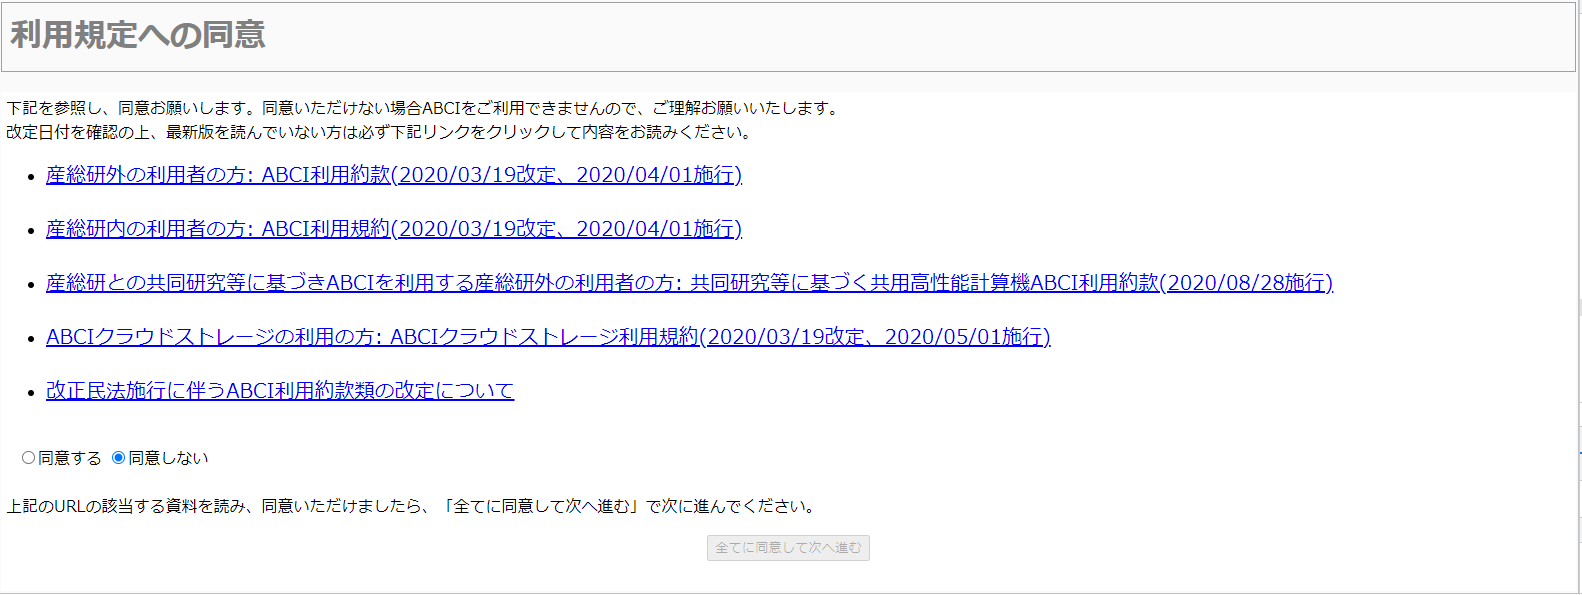 利用規定への同意
下記を参照し、同意お願いします。同意いただけない場合ABCIをご利用できませんので、ご理解お願いいたします。
改定日付を確認の上、最新版を読んでいない方は必ず下記リンクをクリックして内容をお読みください。
• 産総研外の利用者の方: ABCI利用約款(2020/03/19改定、2020/04/01施行)
• 産総研内の利用者の方: ABCI利用規約(2020/03/19改定、2020/04/01施行)
• 産総研との共同研究等に基づきABCIを利用する産総研外の利用者の方: 共同研究等に基づく共用高性能計算機ABCI利用約款(2020/08/28施行)
• ABCIクラウドストレージの利用の方: ABCIクラウドストレージ利用規約(2020/03/19改定、2020/05/01施行)
• 改正民法施行に伴うABCI利用約款類の改定について
同意する 同意しない
上記のURLの該当する資料を読み、同意いただけましたら、「全てに同意して次へ進む」で次に進んでください。
全てに同意して次へ進む